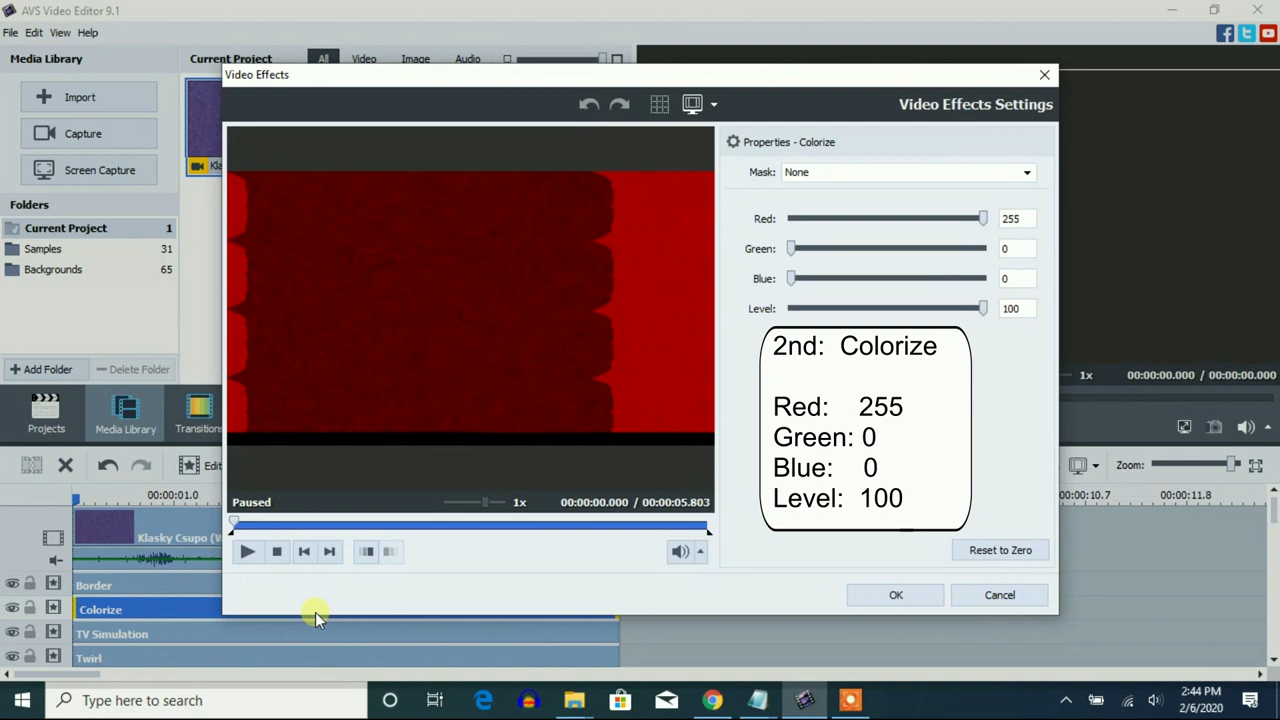 AVS Video Editor 9.1
File Edit View Help
Media Library
Current Project
All Video Image Audio
Import
Capture
Screen Capture
Folders
Current Project 1
Samples 31
Backgrounds 65
Add Folder
Delete Folder
Projects
Media Library
Video Effects
Video Effects Settings
Properties - Colorize
Mask: None
Red: 255
Green: 0
Blue: 0
Level: 100
2nd: Colorize
Red: 255
Green: 0
Blue: 0
Level: 100
Paused 1x 00:00:00.000 / 00:00:05.803
Reset to Zero
OK
Cancel
1x 00:00:00.000 / 00:00:00.000
Zoom:
00:00:01.0
00:00:10.7 00:00:11.8
Klasky Csupo
Border
Colorize
TV Simulation
Twirl
Type here to search
2:44 PM
2/6/2020